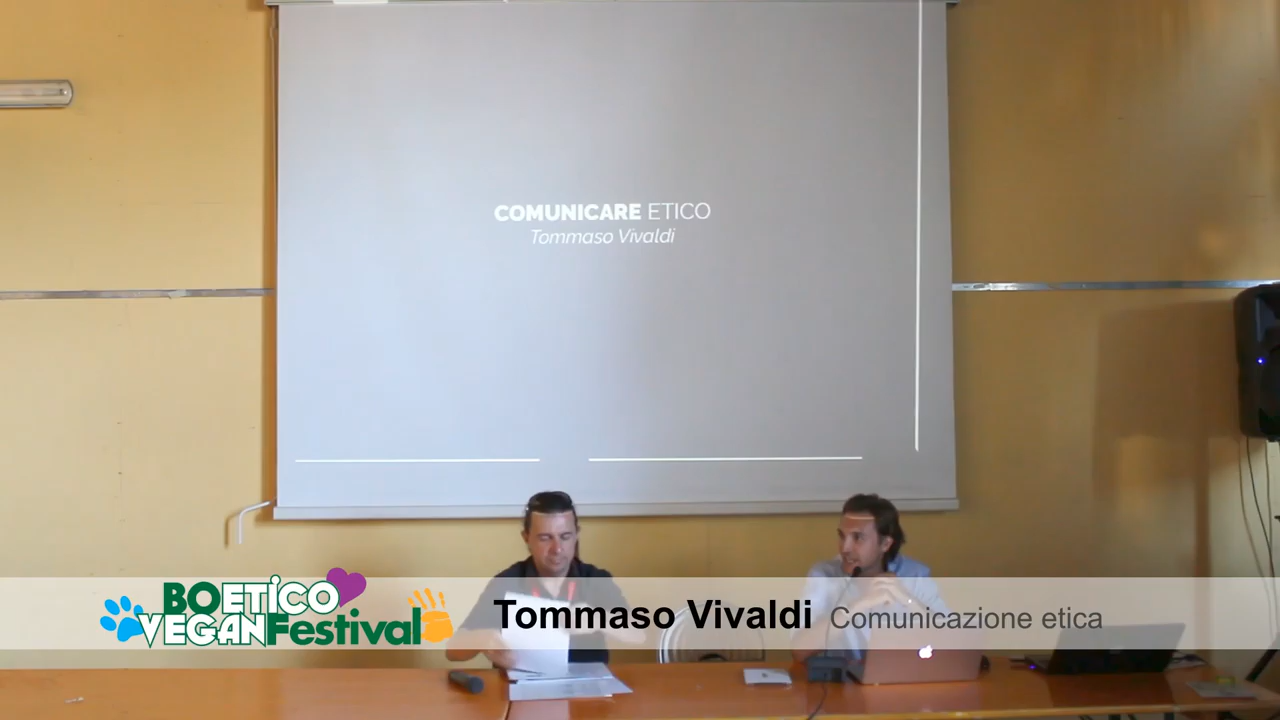 COMUNICARE ETICO
Tommaso Vivaldi
BOETICO
VEGANFestival
Tommaso Vivaldi Comunicazione etica